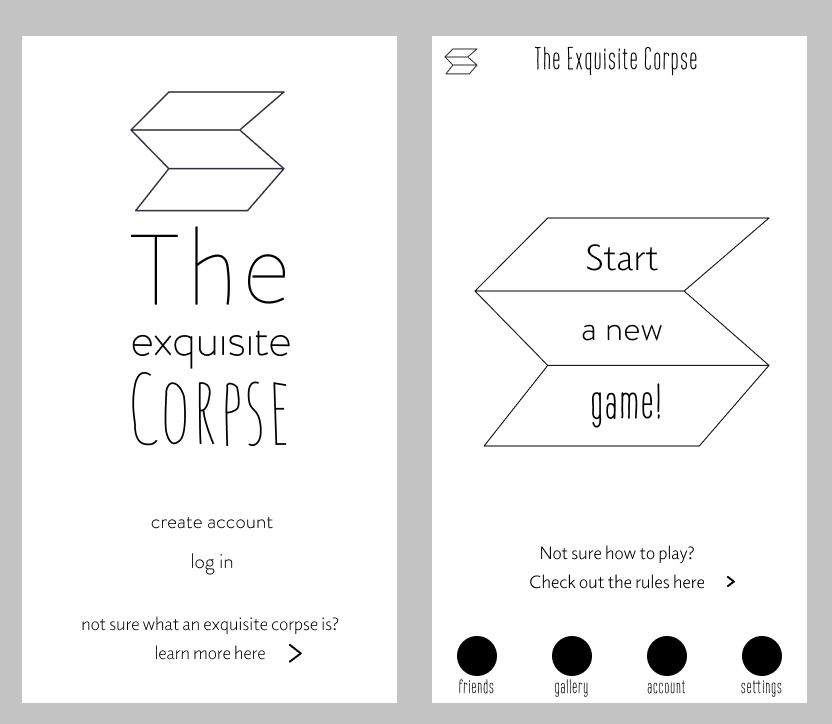 The
exquisite
CORPSE
create account
log in
not sure what an exquisite corpse is?
learn more here
The Exquisite Corpse
Start
a new
game!
Not sure how to play?
Check out the rules here
friends
gallery
account
settings